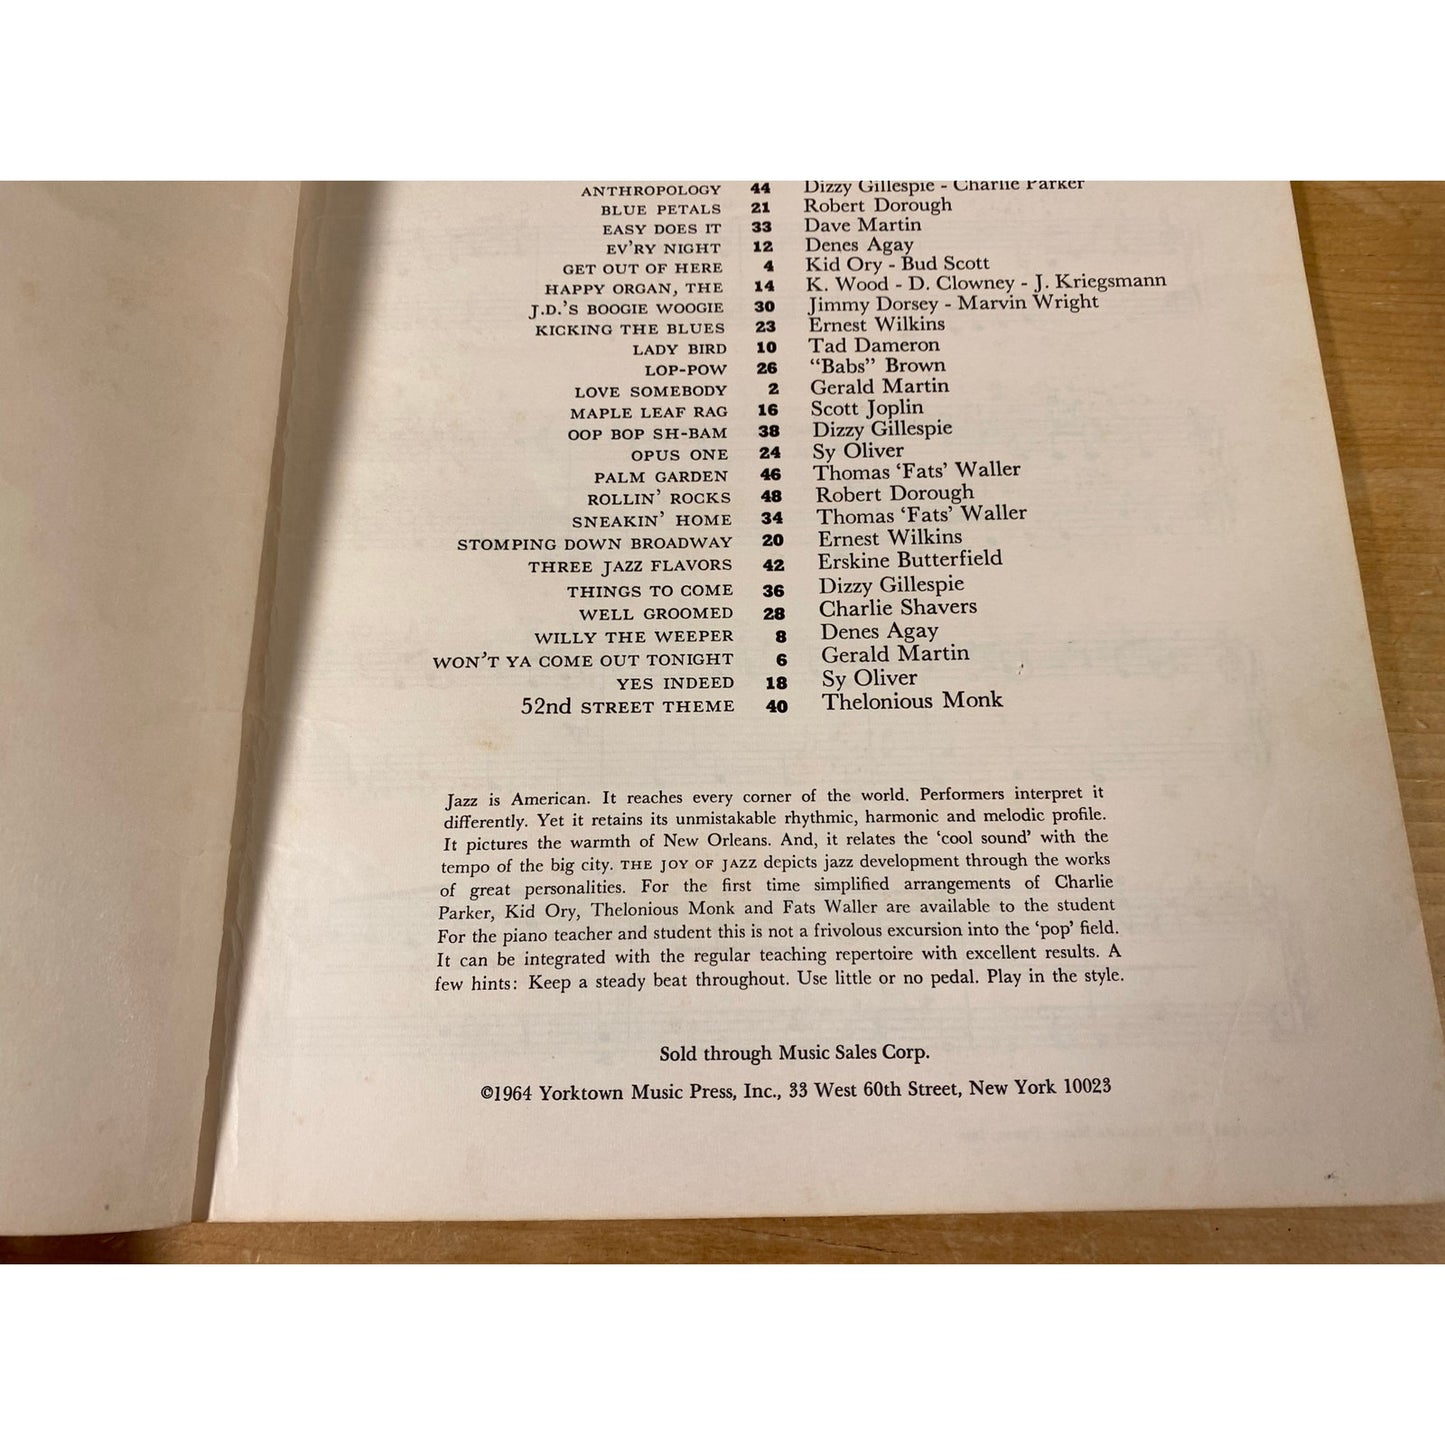 ANTHROPOLOGY 44 Dizzy Gillespie - Charlie Parker
BLUE PETALS 21 Robert Dorough
EASY DOES IT 33 Dave Martin
EV'RY NIGHT 12 Denes Agay
GET OUT OF HERE 4 Kid Ory - Bud Scott
HAPPY ORGAN, THE 14 K. Wood - D. Clowney - J. Kriegsmann
J.D.'S BOOGIE WOOGIE 30 Jimmy Dorsey - Marvin Wright
KICKING THE BLUES 23 Ernest Wilkins
LADY BIRD 10 Tad Dameron
LOP-POW 26 "Babs" Brown
LOVE SOMEBODY 2 Gerald Martin
MAPLE LEAF RAG 16 Scott Joplin
OOP BOP SH-BAM 38 Dizzy Gillespie
OPUS ONE 24 Sy Oliver
PALM GARDEN 46 Thomas 'Fats' Waller
ROLLIN' ROCKS 48 Robert Dorough
SNEAKIN' HOME 34 Thomas 'Fats' Waller
STOMPING DOWN BROADWAY 20 Ernest Wilkins
THREE JAZZ FLAVORS 42 Erskine Butterfield
THINGS TO COME 36 Dizzy Gillespie
WELL GROOMED 28 Charlie Shavers
WILLY THE WEEPER 8 Denes Agay
WON'T YA COME OUT TONIGHT 6 Gerald Martin
YES INDEED 18 Sy Oliver
52nd STREET THEME 40 Thelonious Monk
Jazz is American. It reaches every corner of the world. Performers interpret it
differently. Yet it retains its unmistakable rhythmic, harmonic and melodic profile.
It pictures the warmth of New Orleans. And, it relates the 'cool sound' with the
tempo of the big city. THE JOY OF JAZZ depicts jazz development through the works
of great personalities. For the first time simplified arrangements of Charlie
Parker, Kid Ory, Thelonious Monk and Fats Waller are available to the student
For the piano teacher and student this is not a frivolous excursion into the 'pop' field.
It can be integrated with the regular teaching repertoire with excellent results. A
few hints: Keep a steady beat throughout. Use little or no pedal. Play in the style.
Sold through Music Sales Corp.
©1964 Yorktown Music Press, Inc., 33 West 60th Street, New York 10023